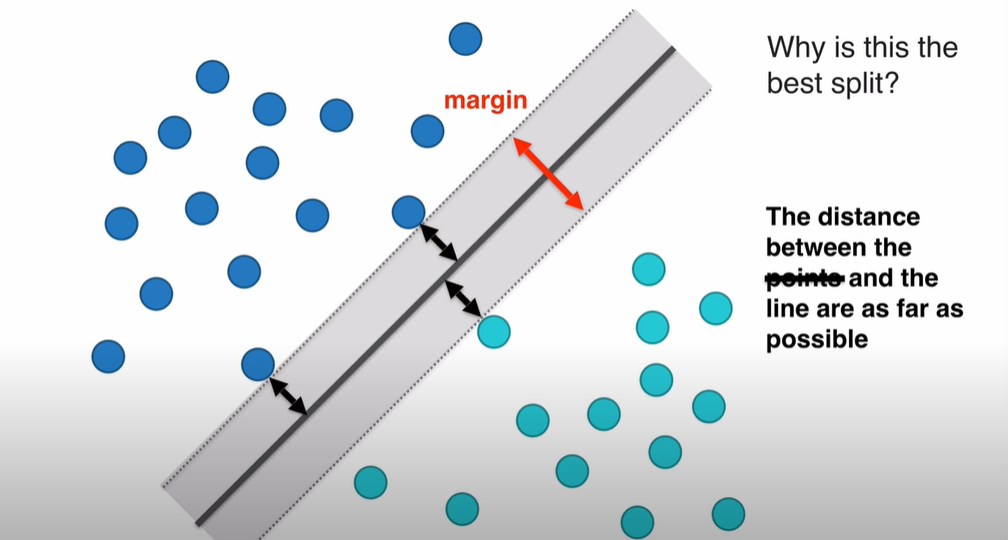 Why is this the
best split?
margin
The distance
between the
points and the
line are as far as
possible